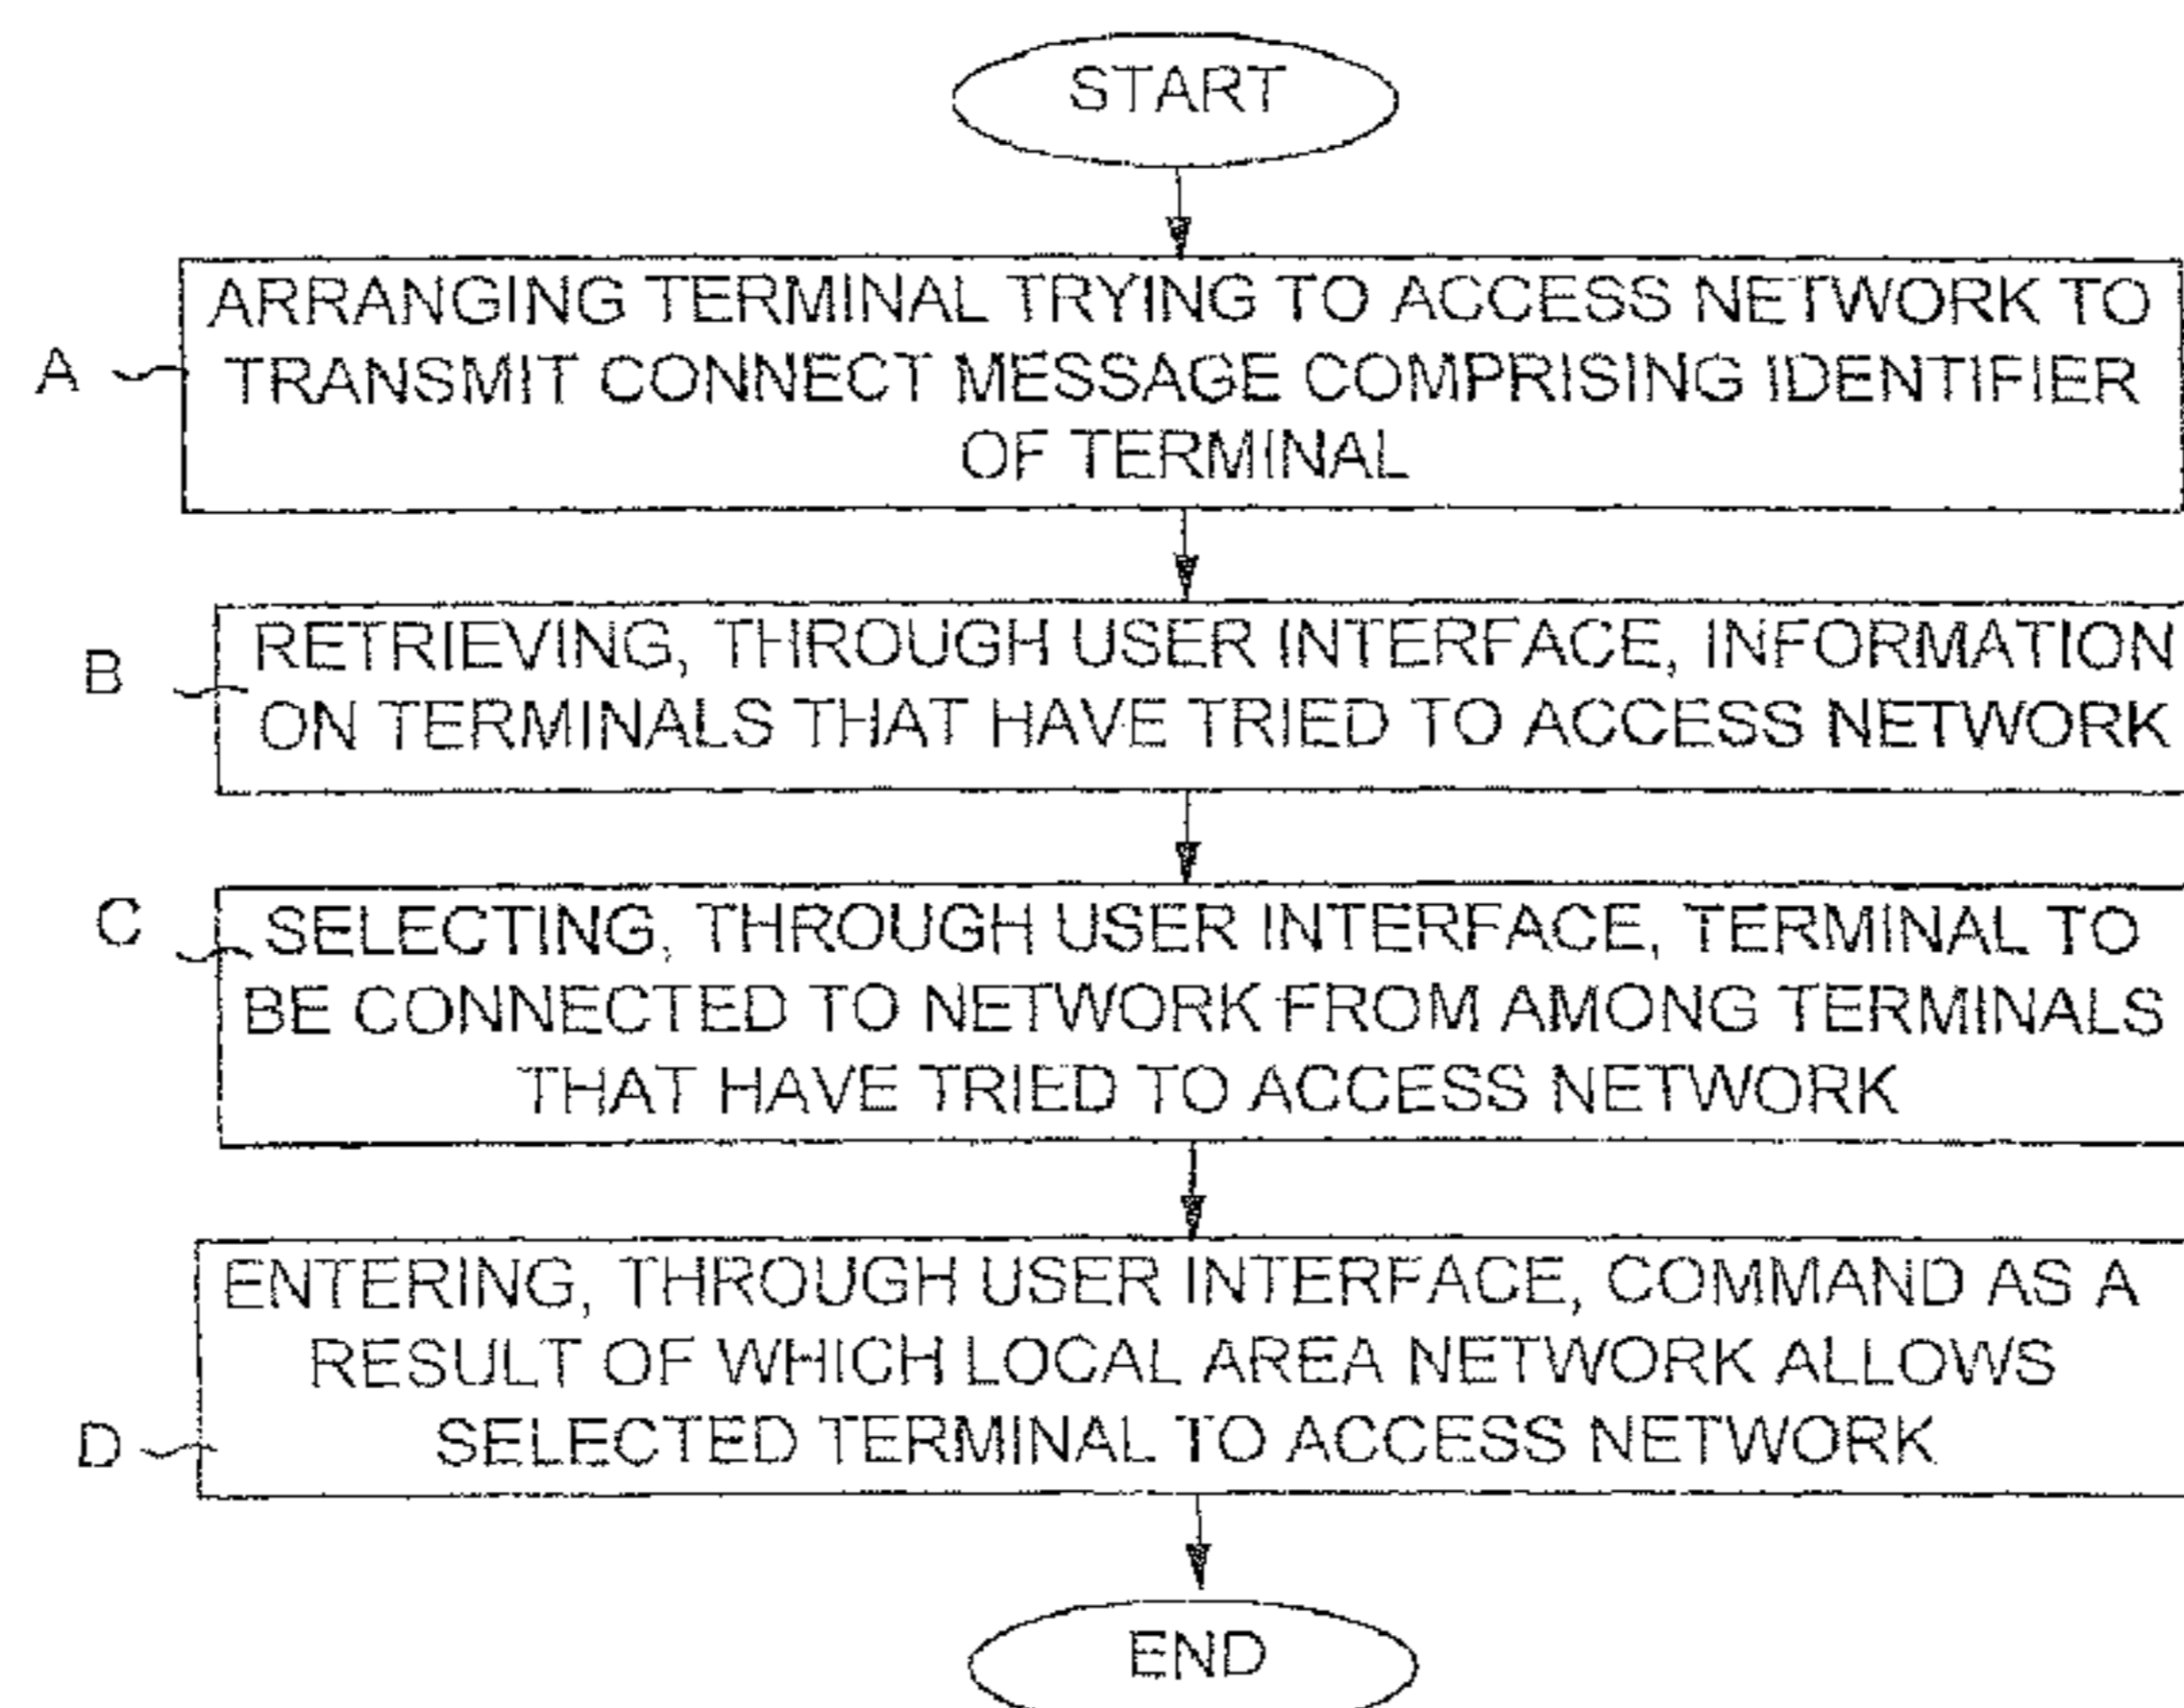 START
ARRANGING TERMINAL TRYING TO ACCESS NETWORK TO
A
TRANSMIT CONNECT MESSAGE COMPRISING IDENTIFIER
OF TERMINAL
B
RETRIEVING, THROUGH USER INTERFACE, INFORMATION
ON TERMINALS THAT HAVE TRIED TO ACCESS NETWORK
C
SELECTING, THROUGH USER INTERFACE, TERMINAL TO
BE CONNECTED TO NETWORK FROM AMONG TERMINALS
THAT HAVE TRIED TO ACCESS NETWORK
ENTERING, THROUGH USER INTERFACE, COMMAND AS A
RESULT OF WHICH LOCAL AREA NETWORK ALLOWS
D
SELECTED TERMINAL TO ACCESS NETWORK
END